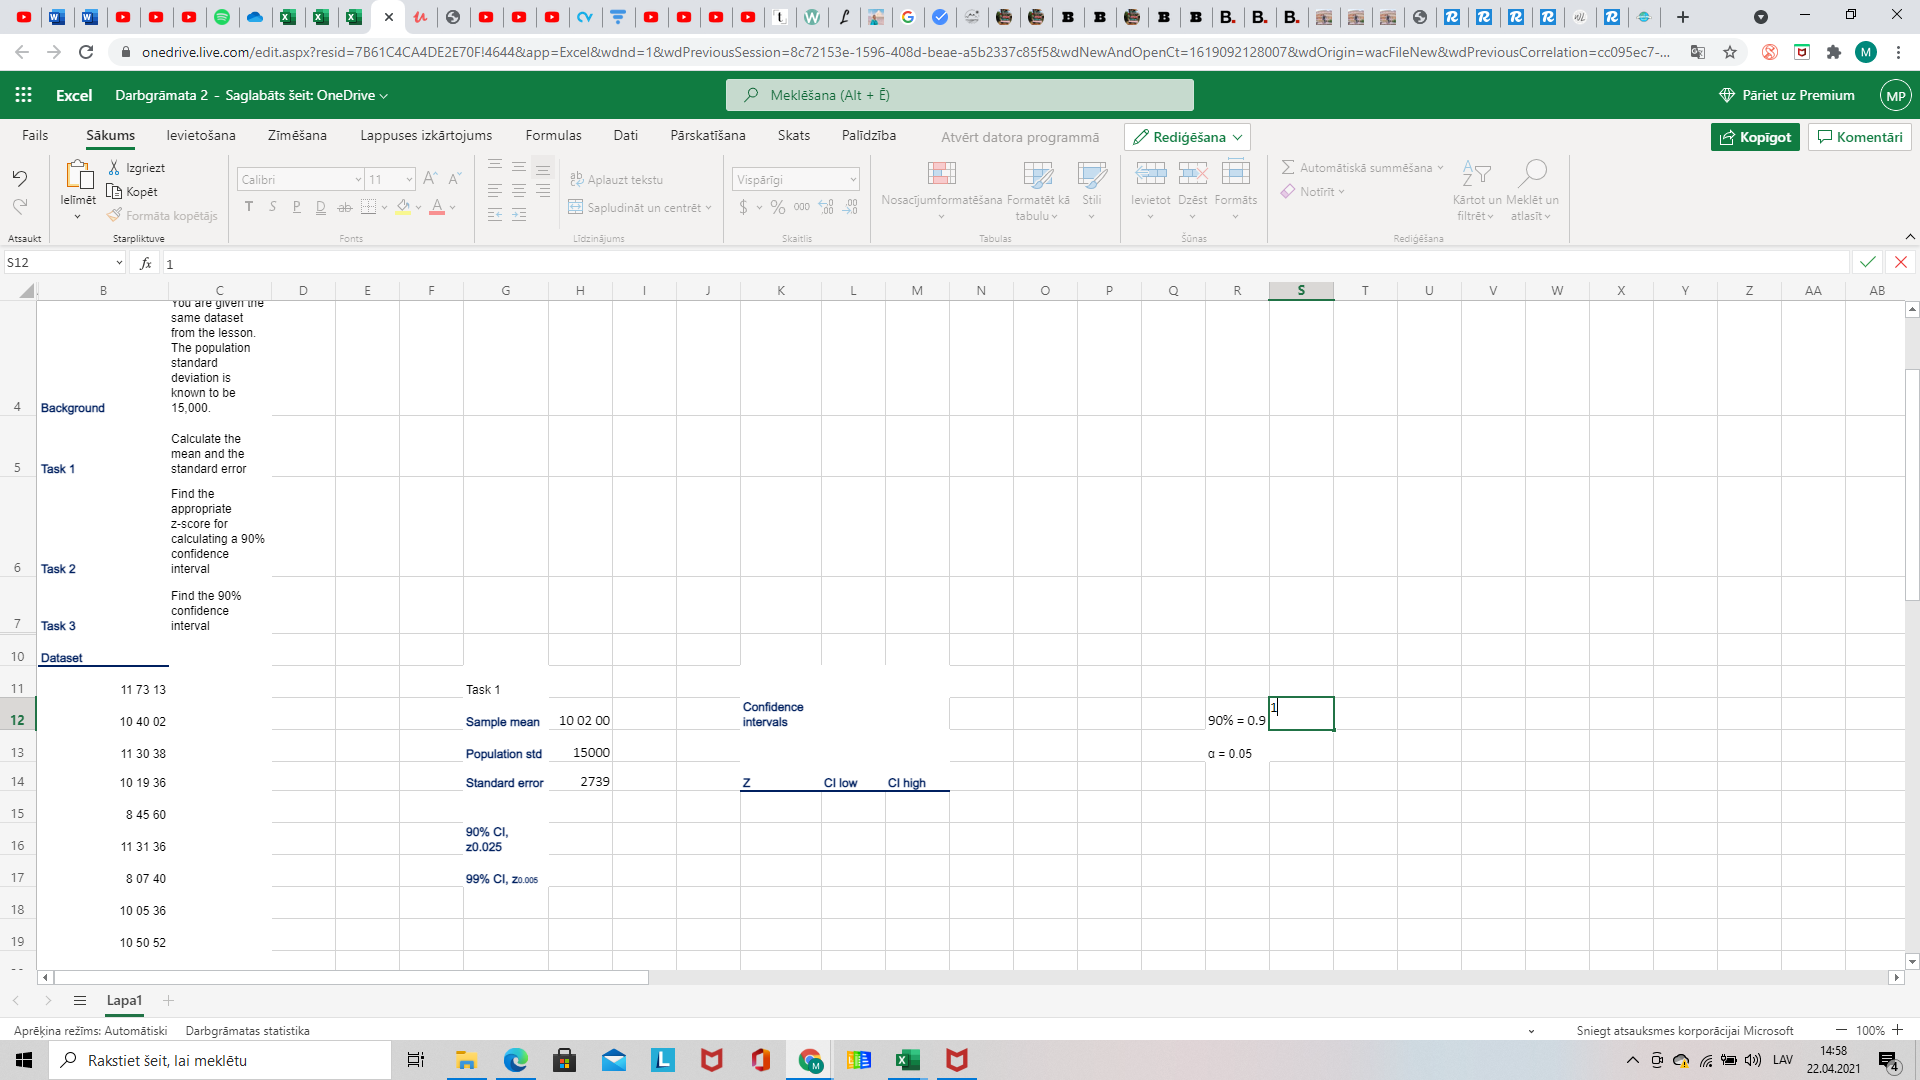 onedrive.live.com/edit.aspx?resid=7B61C4CA4DE2E70F!4644&app=Excel&wdnd=1&wdPreviousSession=8c72153e-1596-408d-beae-a5b2337c85f5&wdNewAndOpenCt=1619092128007&wdOrigin=wacFileNew&wdPreviousCorrelation=cc095ec7-...
M
Excel Darbgrāmata 2 - Saglabāts šeit: OneDrive
Meklēšana (Alt + Ē)
Pāriet uz Premium MP
Fails Sākums Ievietošana Zīmēšana Lappuses izkārtojums Formulas Dati Pārskatīšana Skats Palīdzība Atvērt datora programmā Rediģēšana Kopīgot Komentāri
Ielīmēt Izgriezt
Kopēt
Formāta kopētājs
Calibri 11
T S P D ab
Aplauzt tekstu
Sapludināt un centrēt
Vispārīgi
$ % 000
Nosacījumformatēšana Formatēt kā tabulu Stili
Ievietot Dzēst Formāts
Automātiskā summēšana
Notīrīt
Kārtot un filtrēt Meklēt un atlasīt
Atsaukt Starpliktuve Fonts Līdzinājums Skaitlis Tabulas Šūnas Rediģēšana
S12 fx 1
B C D E F G H I J K L M N O P Q R S T U V W X Y Z AA AB
You are given the
same dataset
from the lesson.
The population
standard
deviation is
known to be
15,000.
4 Background
Calculate the
mean and the
standard error
5 Task 1
Find the
appropriate
z-score for
calculating a 90%
confidence
interval
6 Task 2
Find the 90%
confidence
interval
7 Task 3
10 Dataset
11 11 73 13 Task 1
12 10 40 02 Sample mean 10 02 00 Confidence intervals 90% = 0.9 1
13 11 30 38 Population std 15000 α = 0.05
14 10 19 36 Standard error 2739 Z CI low CI high
15 8 45 60
16 11 31 36 90% CI, z0.025
17 8 07 40 99% CI, z0.005
18 10 05 36
19 10 50 52
Lapa1
Aprēķina režīms: Automātiski Darbgrāmatas statistika Sniegt atsauksmes korporācijai Microsoft 100%
Rakstiet šeit, lai meklētu
LAV 14:58
22.04.2021
4